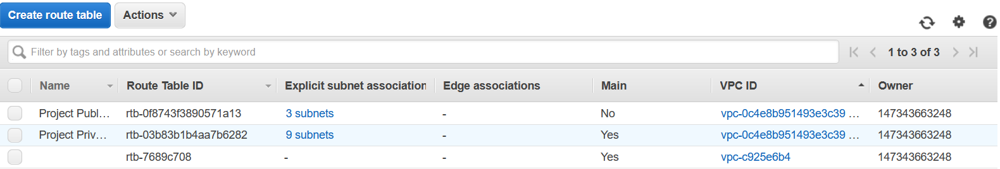 Create route table Actions
Filter by tags and attributes or search by keyword 1 to 3 of 3
Name Route Table ID Explicit subnet association Edge associations Main VPC ID Owner
Project Publ... rtb-0f8743f3890571a13 3 subnets - No vpc-0c4e8b951493e3c39 ... 147343663248
Project Priv... rtb-03b83b1b4aa7b6282 9 subnets - Yes vpc-0c4e8b951493e3c39 ... 147343663248
rtb-7689c708 - - Yes vpc-c925e6b4 147343663248